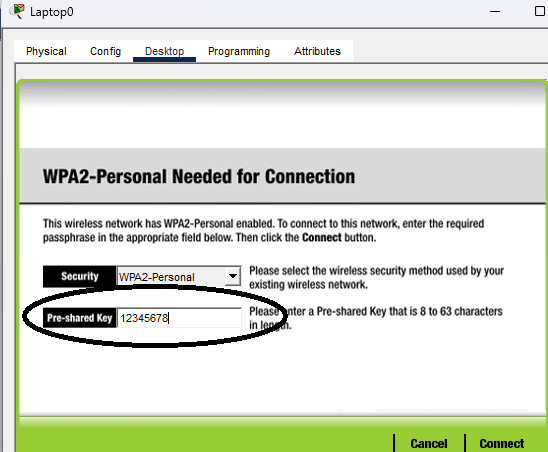 Laptop0
Physical Config Desktop Programming Attributes
WPA2-Personal Needed for Connection
This wireless network has WPA2-Personal enabled. To connect to this network, enter the required
passphrase in the appropriate field below. Then click the Connect button.
Security WPA2-Personal Please select the wireless security method used by your
existing wireless network.
Pre-shared Key 12345678 Please enter a Pre-shared Key that is 8 to 63 characters
in length.
Cancel Connect